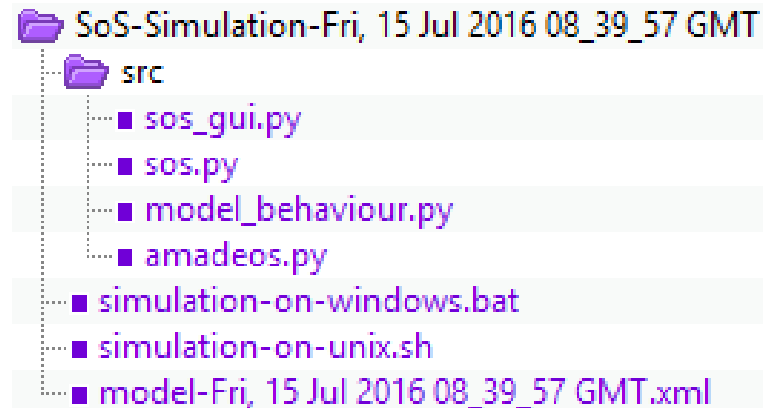 SoS-Simulation-Fri, 15 Jul 2016 08_39_57 GMT
src
sos_gui.py
sos.py
model_behaviour.py
amadeos.py
simulation-on-windows.bat
simulation-on-unix.sh
model-Fri, 15 Jul 2016 08_39_57 GMT.xml